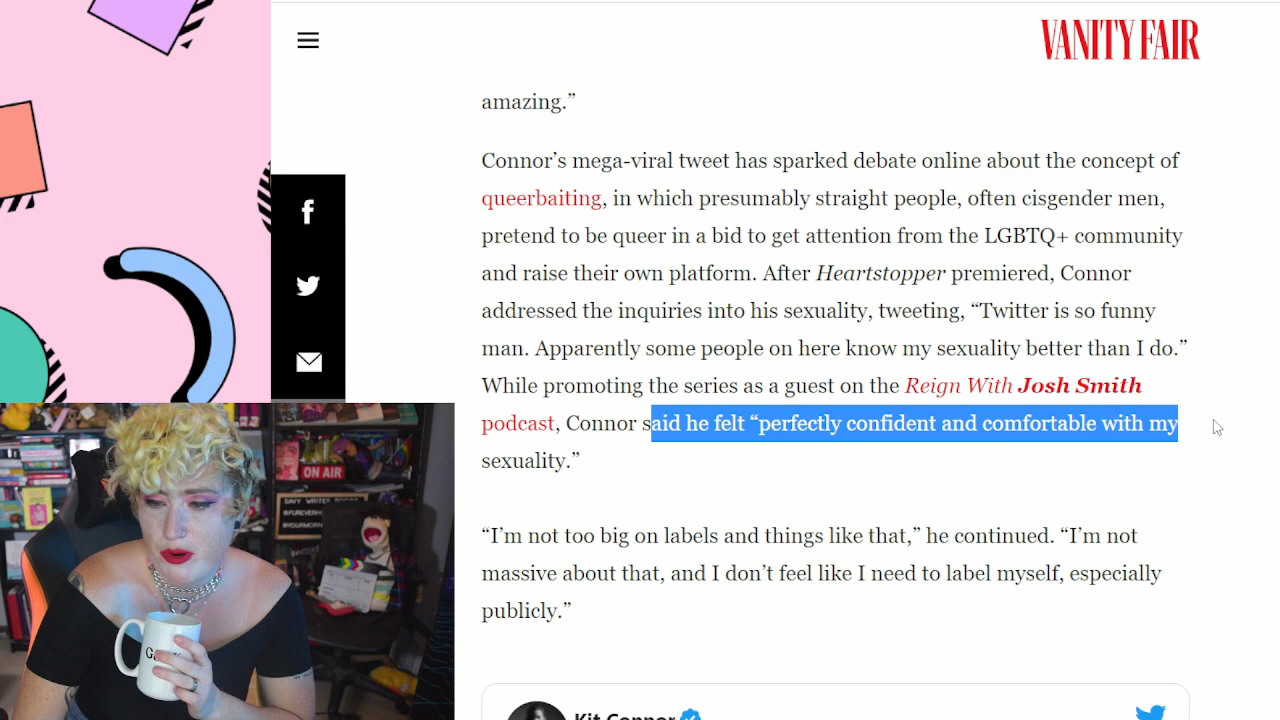 VANITY FAIR
amazing.”
Connor’s mega-viral tweet has sparked debate online about the concept of
queerbaiting, in which presumably straight people, often cisgender men,
pretend to be queer in a bid to get attention from the LGBTQ+ community
and raise their own platform. After Heartstopper premiered, Connor
addressed the inquiries into his sexuality, tweeting, “Twitter is so funny
man. Apparently some people on here know my sexuality better than I do.”
While promoting the series as a guest on the Reign With Josh Smith
podcast, Connor said he felt “perfectly confident and comfortable with my
sexuality.”
“I’m not too big on labels and things like that,” he continued. “I’m not
massive about that, and I don’t feel like I need to label myself, especially
publicly.”
Kit Connor
ON AIR
SAVY WRITES BOOKS